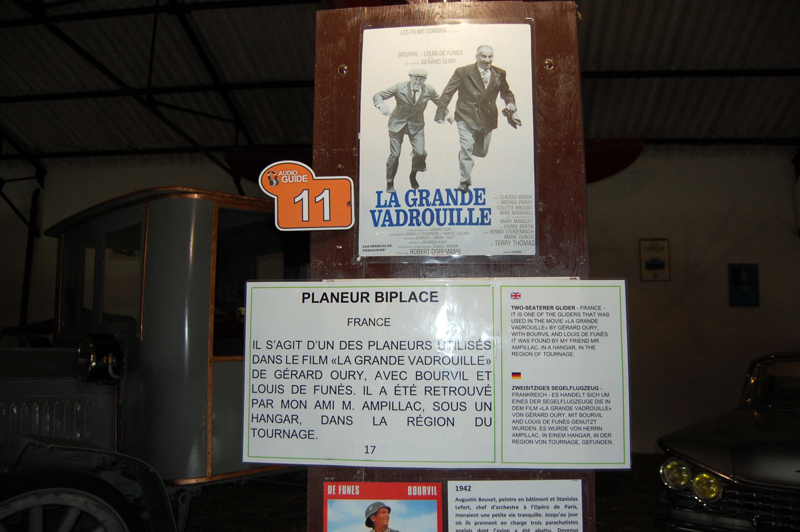 LES FILMS CORONA
BOURVIL - LOUIS DE FUNES
GÉRARD OURY
LA GRANDE
VADROUILLE
CLAUDIO BROOK
ANDREA PARISY
COLETTE BROSSET
MIKE MARSHALL
MARY MARQUET
PIERRE BERTIN
BENNO STERZENBACH
MARIE DUBOIS
TERRY THOMAS
ROBERT DORFMANN
AUDIO
GUIDE
11
PLANEUR BIPLACE
FRANCE
IL S'AGIT D'UN DES PLANEURS UTILISÉS
DANS LE FILM «LA GRANDE VADROUILLE»
DE GÉRARD OURY, AVEC BOURVIL ET
LOUIS DE FUNÈS. IL A ÉTÉ RETROUVÉ
PAR MON AMI M. AMPILLAC, SOUS UN
HANGAR, DANS LA RÉGION DU
TOURNAGE.
17
TWO-SEATERER GLIDER - FRANCE -
IT IS ONE OF THE GLIDERS THAT WAS
USED IN THE MOVIE «LA GRANDE
VADROUILLE» BY GÉRARD OURY,
WITH BOURVIL AND LOUIS DE FUNÈS.
IT WAS FOUND BY MY FRIEND MR
AMPILLAC, IN A HANGAR, IN THE
REGION OF TOURNAGE.
ZWEISITZIGES SEGELFLUGZEUG -
FRANKREICH - ES HANDELT SICH UM
EINES DER SEGELFLUGZEUGE DIE IN
DEM FILM «LA GRANDE VADROUILLE»
VON GÉRARD OURY, MIT BOURVIL
AND LOUIS DE FUNÈS GENUTZT
WURDEN. ES WURDE VON HERRN
AMPILLAC, IN EINEM HANGAR, IN DER
REGION VON TOURNAGE, GEFUNDEN.
DE FUNES BOURVIL
1942
Augustin Bouvet, peintre en bâtiment et Stanislas
Lefort, chef d'orchestre à l'Opéra de Paris,
menaient une petite vie tranquille. Jusqu'au jour
où ils prennent en charge trois parachutistes
anglais dont l'avion a été abattu. Devenus